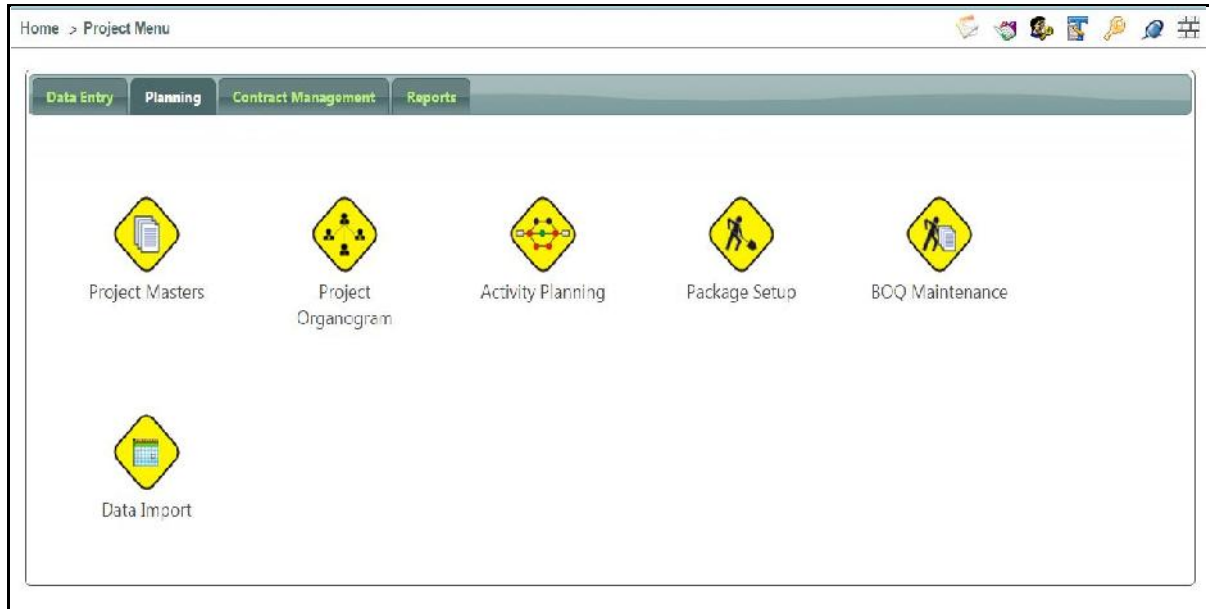 Home > Project Menu
Data Entry Planning Contract Management Reports
Project Masters Project Organogram Activity Planning Package Setup BOQ Maintenance
Data Import